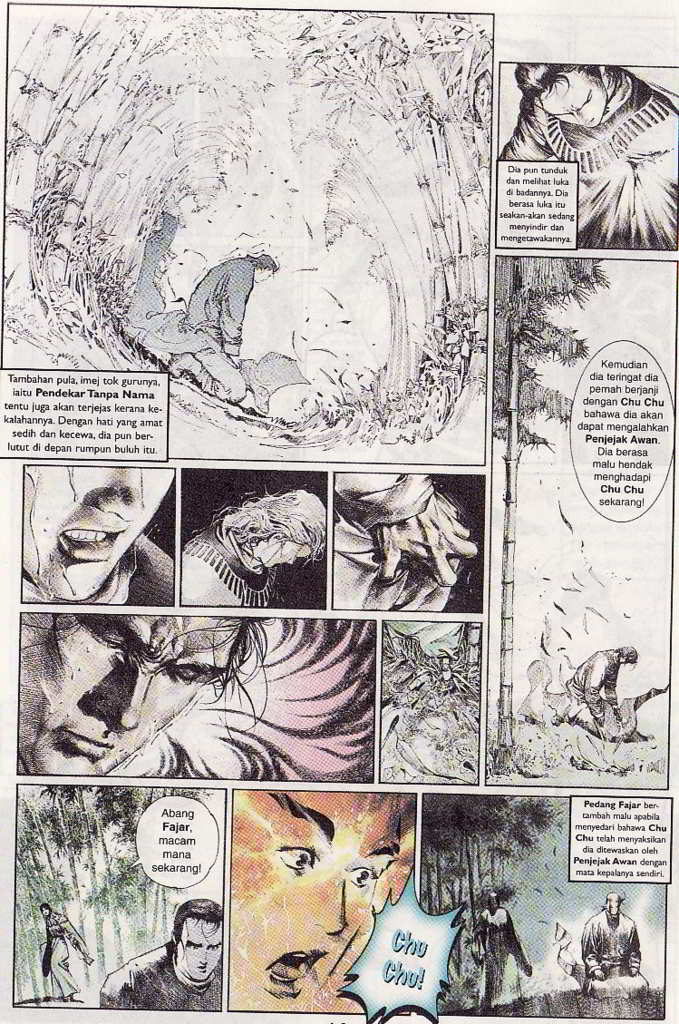 Tambahan pula, imej tok gurunya,
iaitu Pendekar Tanpa Nama
tentu juga akan terjejas kerana ke-
kalahannya. Dengan hati yang amat
sedih dan kecewa, dia pun ber-
lutut di depan rumpun buluh itu.
Dia pun tunduk
dan melihat luka
di badannya. Dia
berasa luka itu
seakan-akan sedang
menyindir dan
mengetawakannya.
Kemudian
dia teringat dia
pernah berjanji
dengan Chu Chu
bahawa dia akan
dapat mengalahkan
Penjejak Awan.
Dia berasa
malu hendak
menghadapi
Chu Chu
sekarang!
Abang
Fajar,
macam
mana
sekarang!
Chu
Chu!
Pedang Fajar ber-
tambah malu apabila
menyedari bahawa Chu
Chu telah menyaksikan
dia ditewaskan oleh
Penjejak Awan dengan
mata kepalanya sendiri.